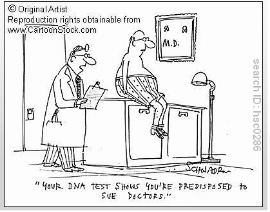 © Original Artist
Reproduction rights obtainable from
www.CartoonStock.com
M.D.
SCHWADRON
"YOUR DNA TEST SHOWS YOU'RE PREDISPOSED TO
SUE DOCTORS."
search ID: hsc0286